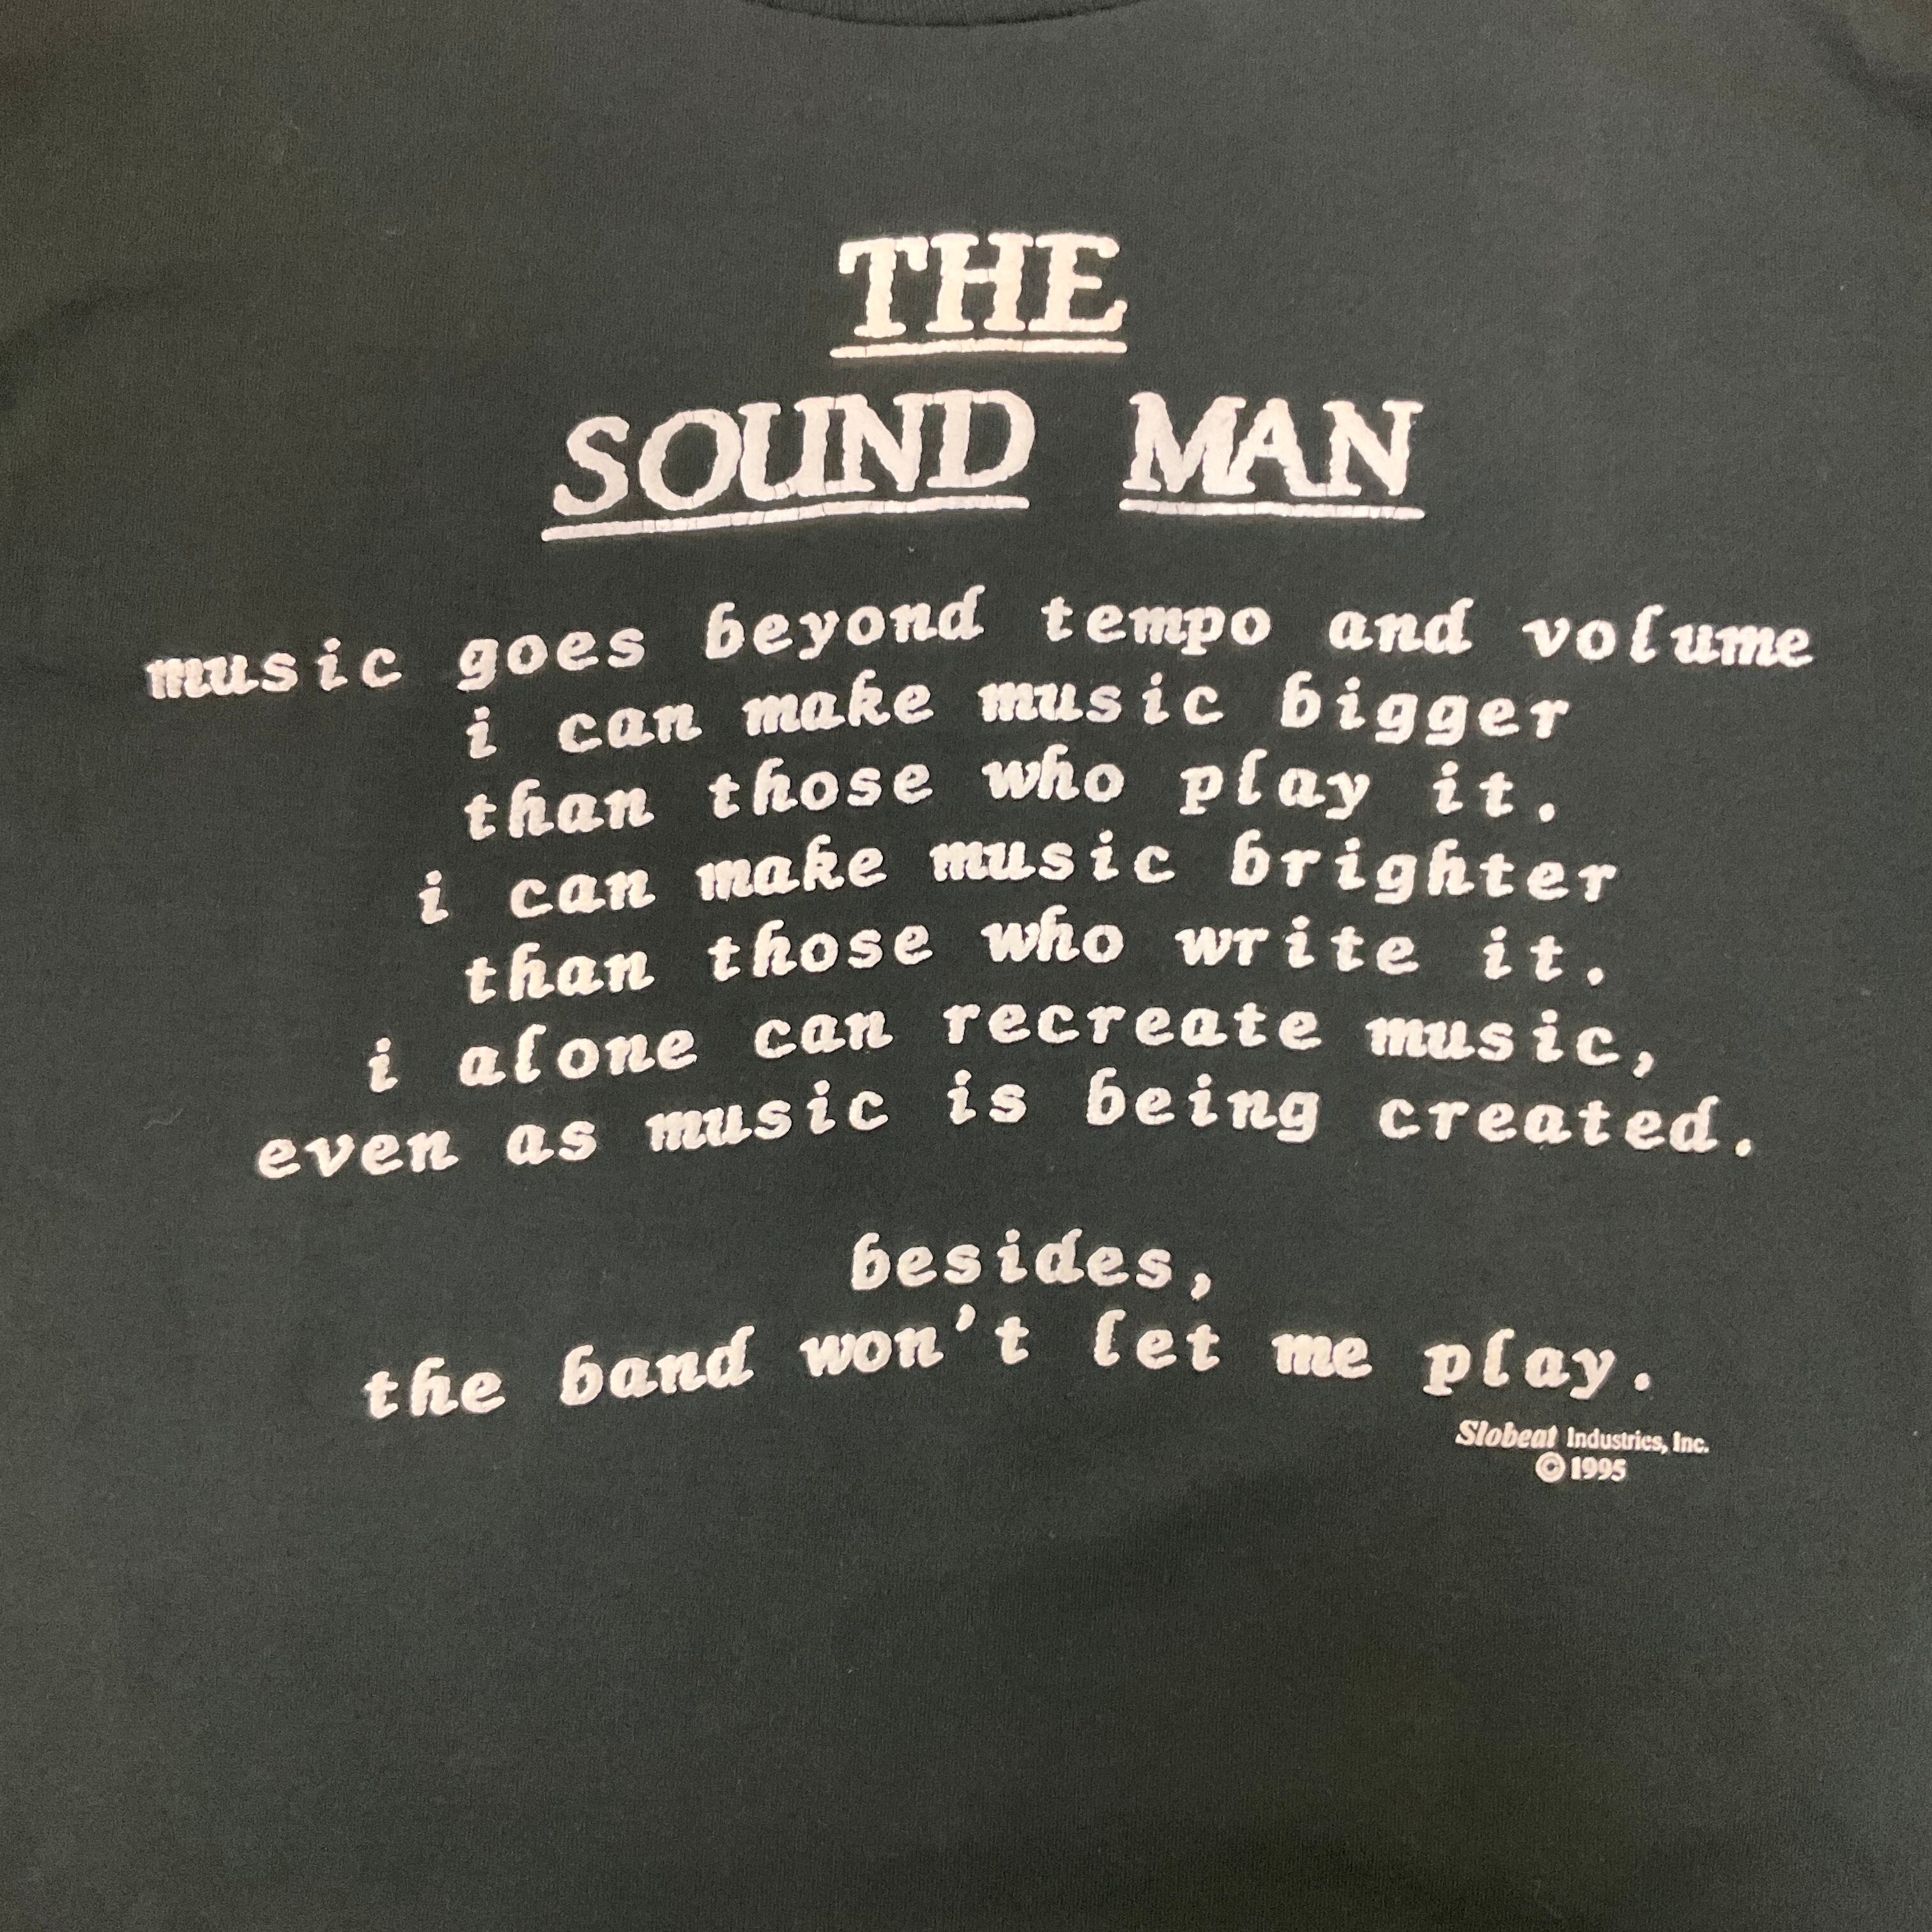 THE
SOUND MAN
music goes beyond tempo and volume
i can make music bigger
than those who play it.
i can make music brighter
than those who write it.
i alone can recreate music,
even as music is being created.
besides,
the band won't let me play.
Slobeat Industries, Inc.
© 1995